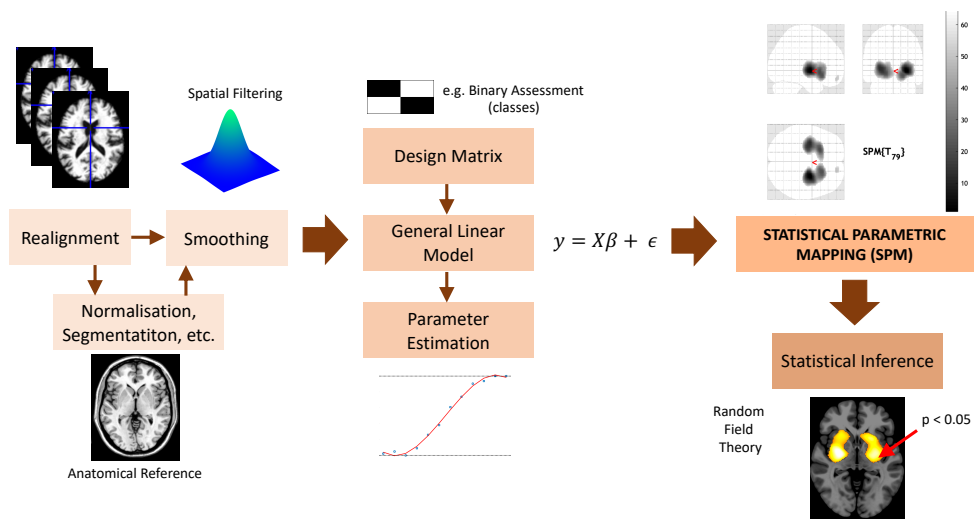 Spatial Filtering
Realignment
Smoothing
Normalisation,
Segmentatiton, etc.
Anatomical Reference
e.g. Binary Assessment
(classes)
Design Matrix
General Linear
Model
y = Xβ + ϵ
Parameter
Estimation
60
50
40
30
20
10
<
<
<
SPM{T₇₉}
STATISTICAL PARAMETRIC
MAPPING (SPM)
Statistical Inference
Random
Field
Theory
p < 0.05